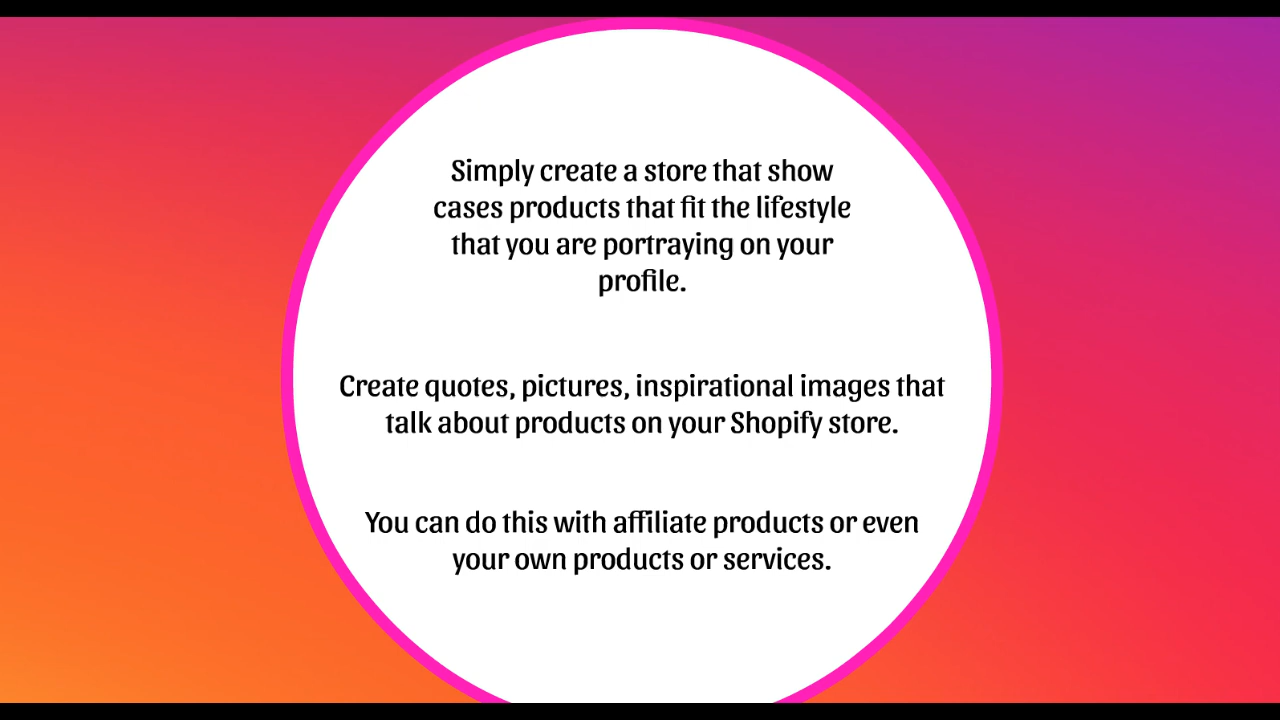 Simply create a store that show
cases products that fit the lifestyle
that you are portraying on your
profile.
Create quotes, pictures, inspirational images that
talk about products on your Shopify store.
You can do this with affiliate products or even
your own products or services.